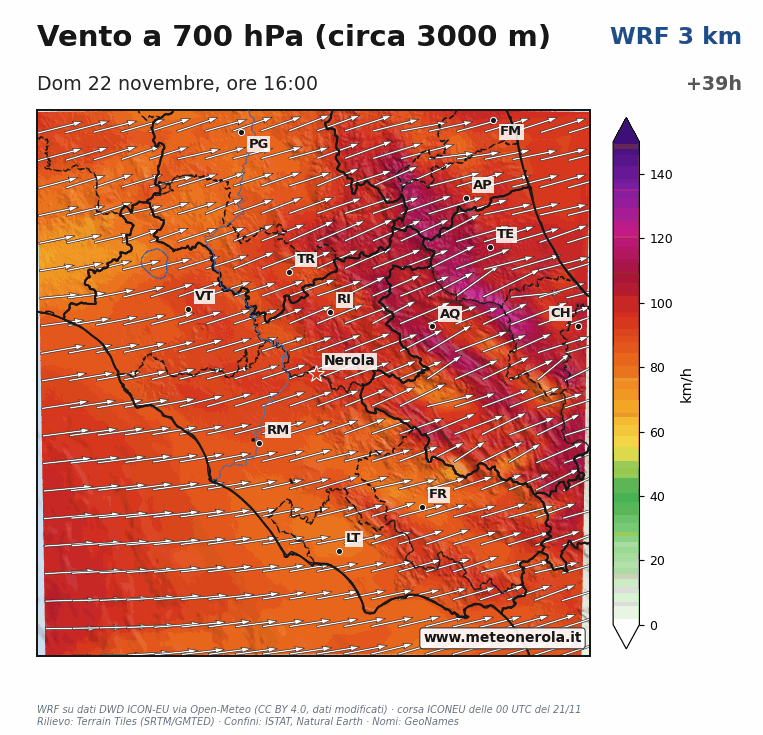 Vento a 700 hPa (circa 3000 m)
WRF 3 km
Dom 22 novembre, ore 16:00
+39h
FM
PG
AP
TE
TR
VT
RI
AQ
CH
Nerola
RM
FR
LT
www.meteonerola.it
140
120
100
80
60
40
20
0
km/h
WRF su dati DWD ICON-EU via Open-Meteo (CC BY 4.0, dati modificati) · corsa ICONEU delle 00 UTC del 21/11
Rilievo: Terrain Tiles (SRTM/GMTED) · Confini: ISTAT, Natural Earth · Nomi: GeoNames